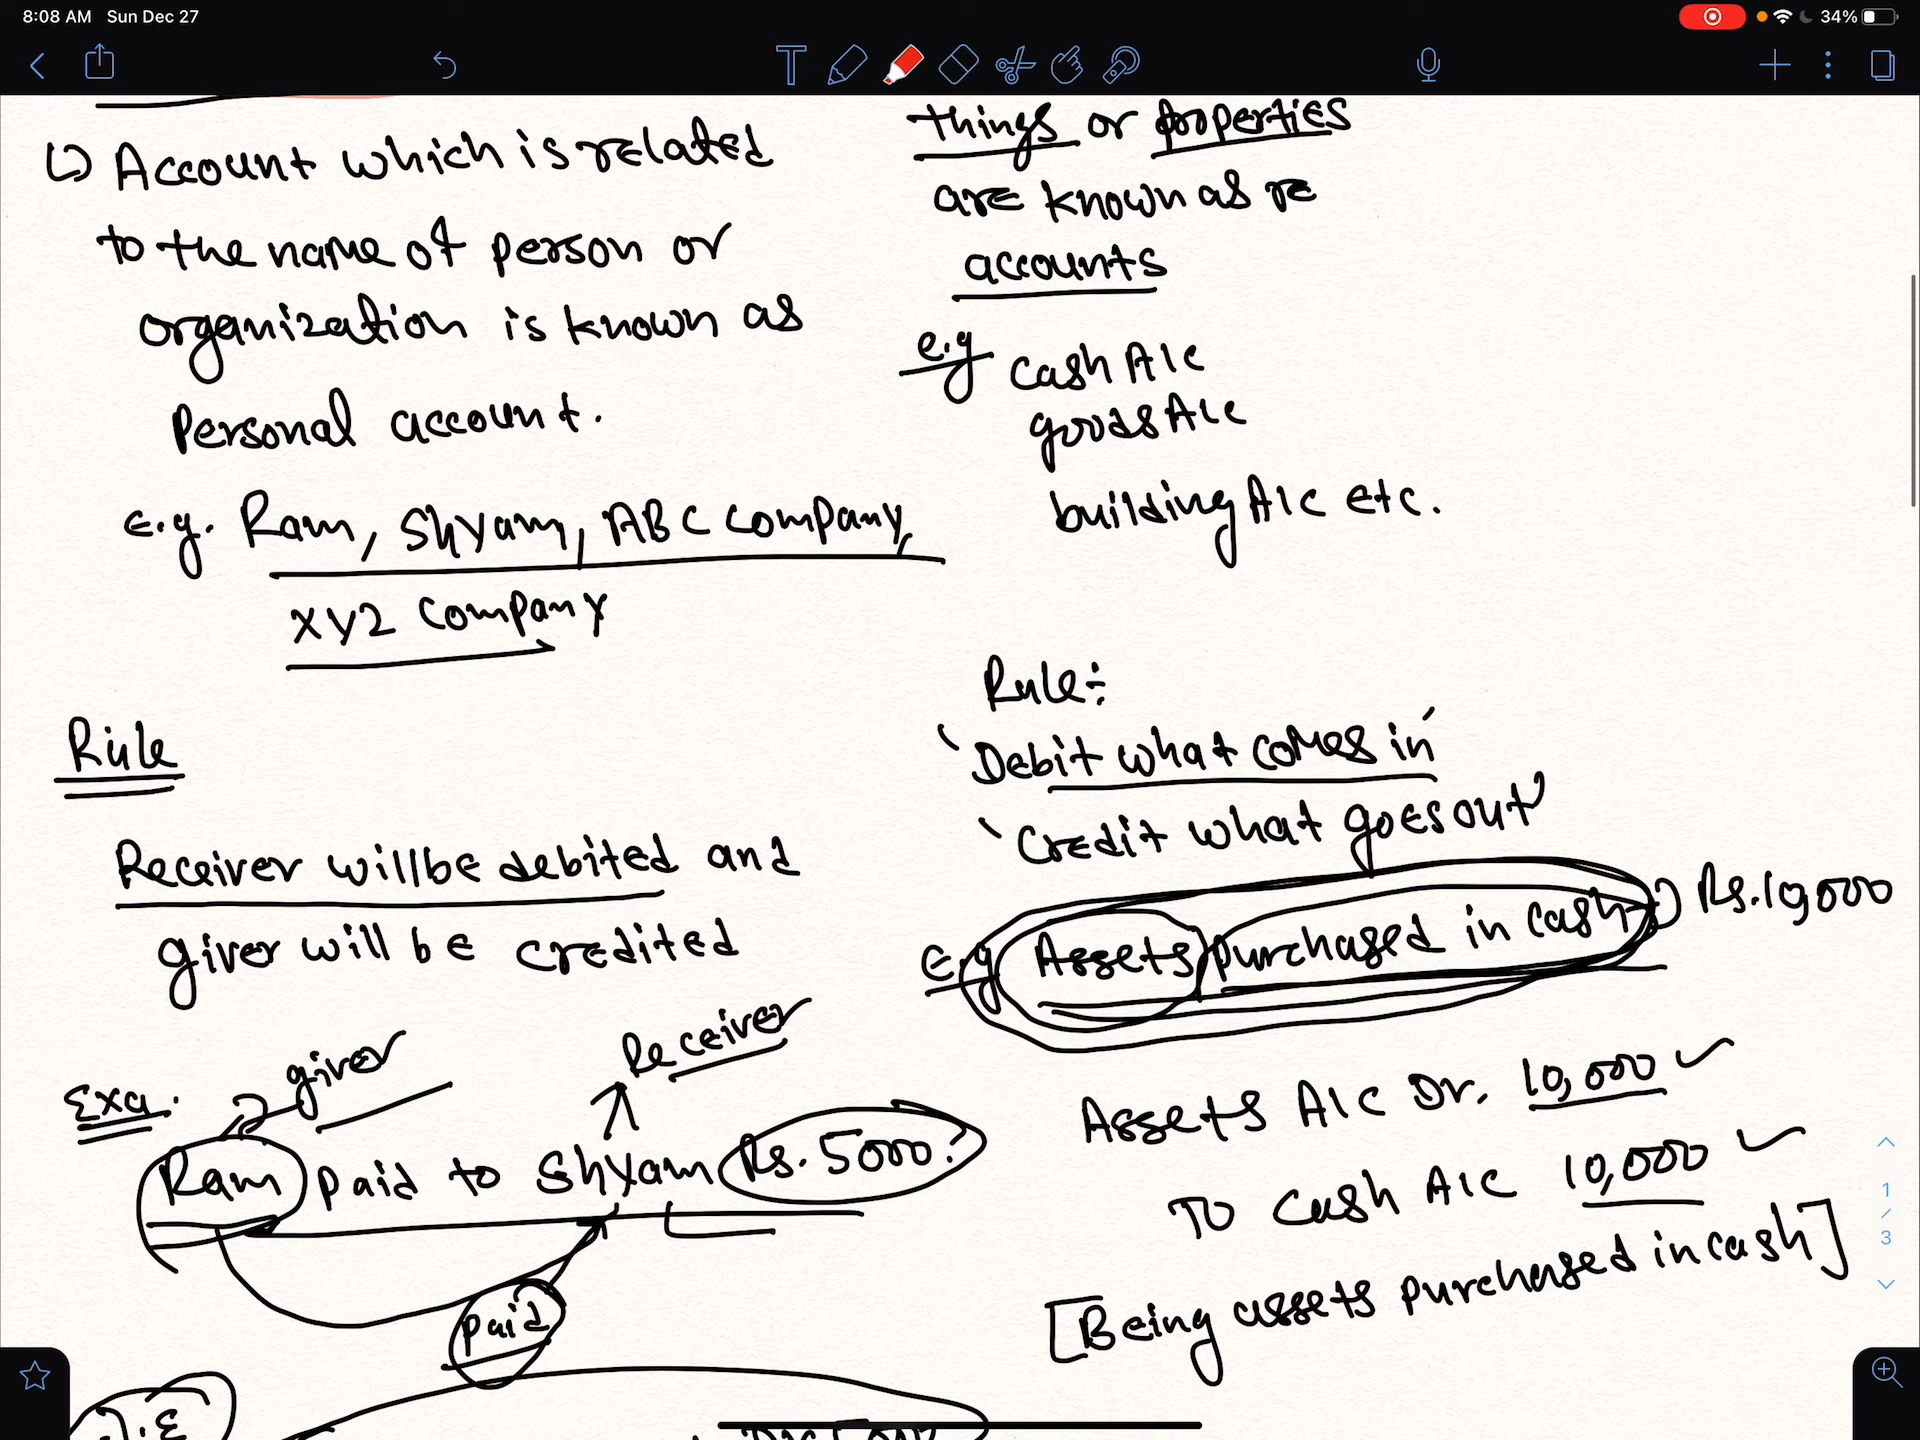 8:08 AM Sun Dec 27
34%
Account which is related
to the name of person or
organization is known as
Personal account.
E.g. Ram, Shyam, ABC company,
XYZ company
Rule
Receiver will be debited and
giver will be credited
giver
Receiver
Exa.
Ram paid to Shyam Rs. 5000?
paid
things or properties
are known as re
accounts
e.g cash A/c
goods A/c
building A/c etc.
Rule:
'Debit what comes in'
'Credit what goes out'
E.g Assets purchased in cash Rs.10,000
Assets A/c Dr. 10,000
To cash A/c 10,000
[Being assets purchased in cash]
1
/
3